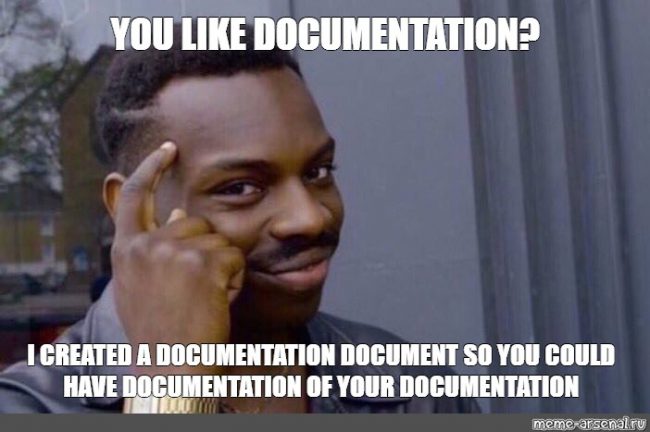 YOU LIKE DOCUMENTATION?
I CREATED A DOCUMENTATION DOCUMENT SO YOU COULD
HAVE DOCUMENTATION OF YOUR DOCUMENTATION
meme-arsenal.ru